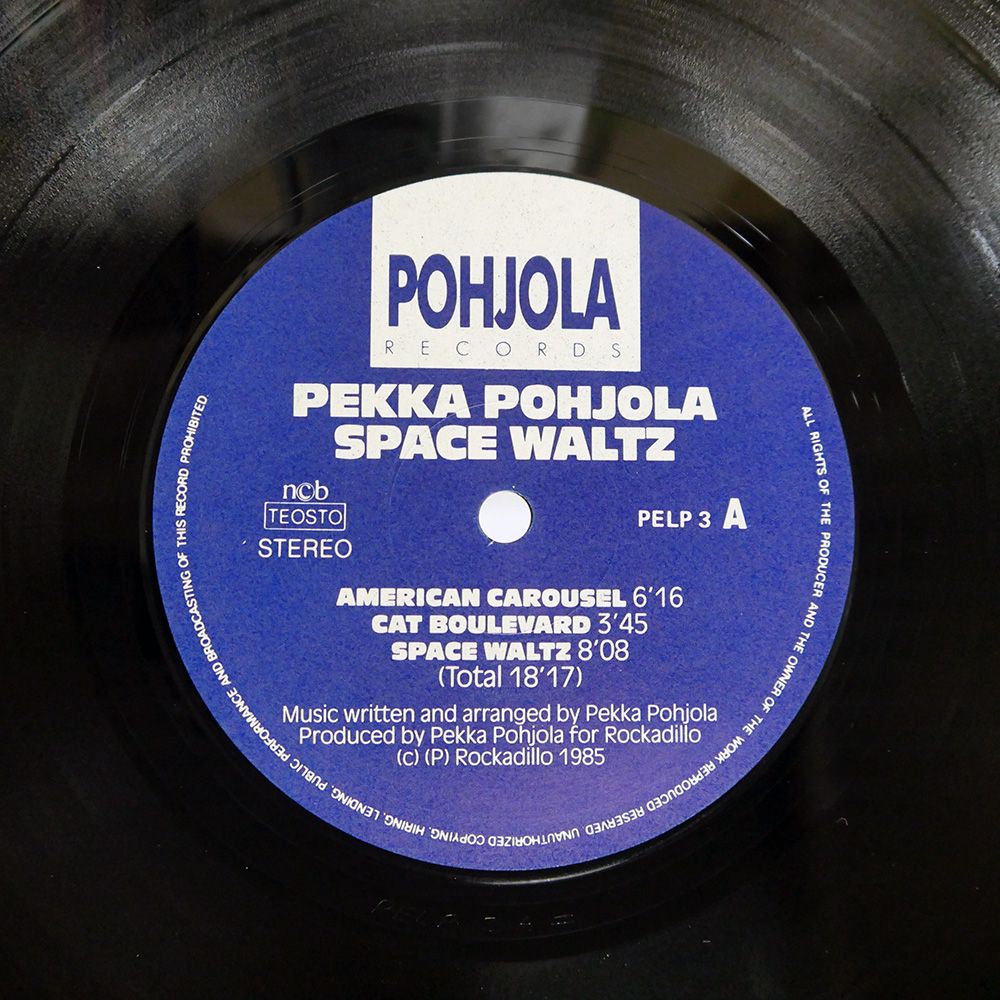 POHJOLA
RECORDS
PEKKA POHJOLA
SPACE WALTZ
ncb
TEOSTO
STEREO
PELP 3 A
AMERICAN CAROUSEL 6'16
CAT BOULEVARD 3'45
SPACE WALTZ 8'08
(Total 18'17)
Music written and arranged by Pekka Pohjola
Produced by Pekka Pohjola for Rockadillo
(c) (P) Rockadillo 1985
ALL RIGHTS OF THE PRODUCER AND THE OWNER OF THE WORK REPRODUCED RESERVED. UNAUTHORIZED COPYING, HIRING, LENDING, PUBLIC PERFORMANCE AND BROADCASTING OF THIS RECORD PROHIBITED.